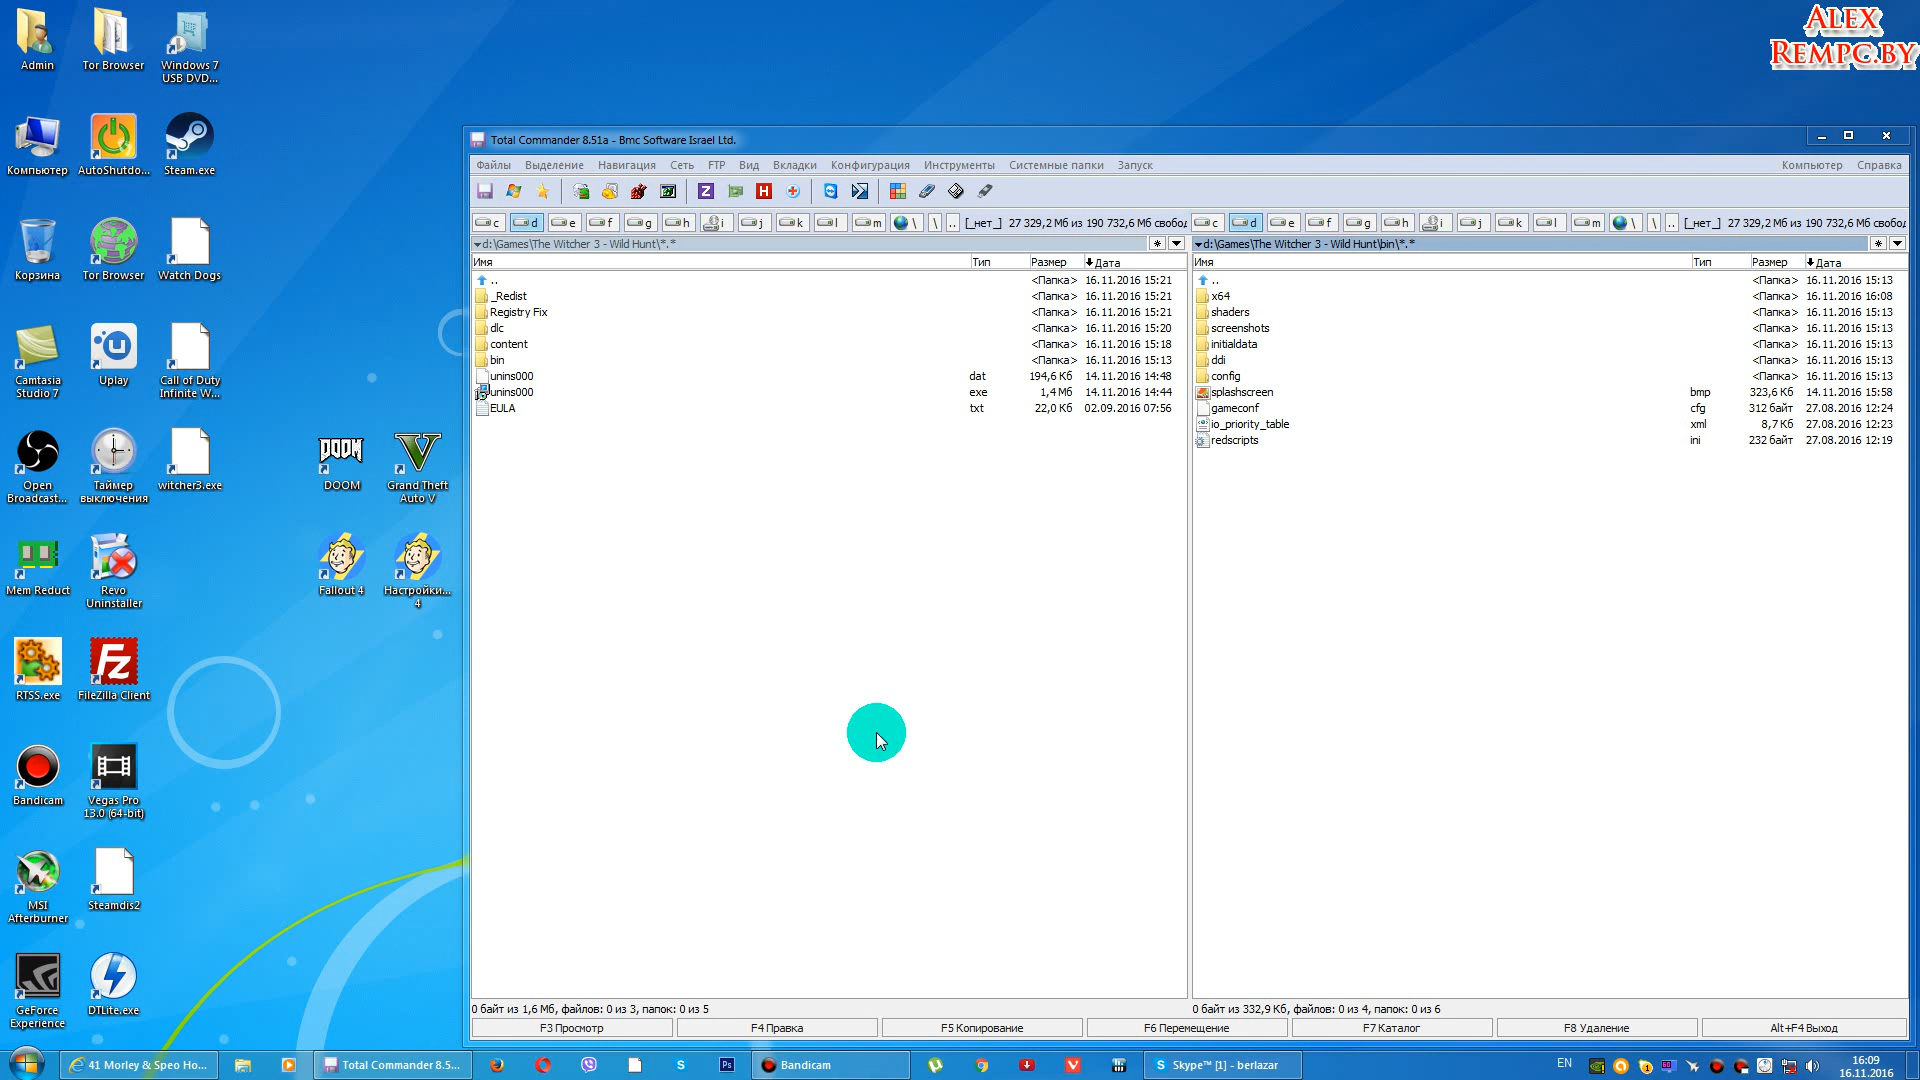 Admin
Tor Browser
Windows 7
USB DVD...
Компьютер
AutoShutdo...
Steam.exe
Корзина
Tor Browser
Watch Dogs
Camtasia
Studio 7
Uplay
Call of Duty
Infinite W...
Open
Broadcast...
Таймер
выключения
witcher3.exe
DOOM
DOOM
Grand Theft
Auto V
Mem Reduct
Revo
Uninstaller
Fallout 4
Настройки...
4
RTSS.exe
FileZilla Client
Bandicam
Vegas Pro
13.0 (64-bit)
MSI
Afterburner
Steamdis2
GeForce
Experience
DTLite.exe
ALEX
REMPC.BY
Total Commander 8.51a - Bmc Software Israel Ltd.
Файлы Выделение Навигация Сеть FTP Вид Вкладки Конфигурация Инструменты Системные папки Запуск Компьютер Справка
c d e f g h i j k l m \ \ .. [_нет_] 27 329,2 Мб из 190 732,6 Мб свобод
c d e f g h i j k l m \ \ .. [_нет_] 27 329,2 Мб из 190 732,6 Мб свобод
d:\Games\The Witcher 3 - Wild Hunt\*.*
Имя Тип Размер Дата
.. <Папка> 16.11.2016 15:21
_Redist <Папка> 16.11.2016 15:21
Registry Fix <Папка> 16.11.2016 15:21
dlc <Папка> 16.11.2016 15:20
content <Папка> 16.11.2016 15:18
bin <Папка> 16.11.2016 15:13
unins000 dat 194,6 Кб 14.11.2016 14:48
unins000 exe 1,4 Мб 14.11.2016 14:44
EULA txt 22,0 Кб 02.09.2016 07:56
0 байт из 1,6 Мб, файлов: 0 из 3, папок: 0 из 5
d:\Games\The Witcher 3 - Wild Hunt\bin\*.*
Имя Тип Размер Дата
.. <Папка> 16.11.2016 15:13
x64 <Папка> 16.11.2016 16:08
shaders <Папка> 16.11.2016 15:13
screenshots <Папка> 16.11.2016 15:13
initialdata <Папка> 16.11.2016 15:13
ddi <Папка> 16.11.2016 15:13
config <Папка> 16.11.2016 15:13
splashscreen bmp 323,6 Кб 14.11.2016 15:58
gameconf cfg 312 байт 27.08.2016 12:24
io_priority_table xml 8,7 Кб 27.08.2016 12:23
redscripts ini 232 байт 27.08.2016 12:19
0 байт из 332,9 Кб, файлов: 0 из 4, папок: 0 из 6
F3 Просмотр F4 Правка F5 Копирование F6 Перемещение F7 Каталог F8 Удаление Alt+F4 Выход
41 Morley & Speo Ho...
Total Commander 8.5...
Bandicam
Skype™ [1] - berlazar
EN
16:09
16.11.2016